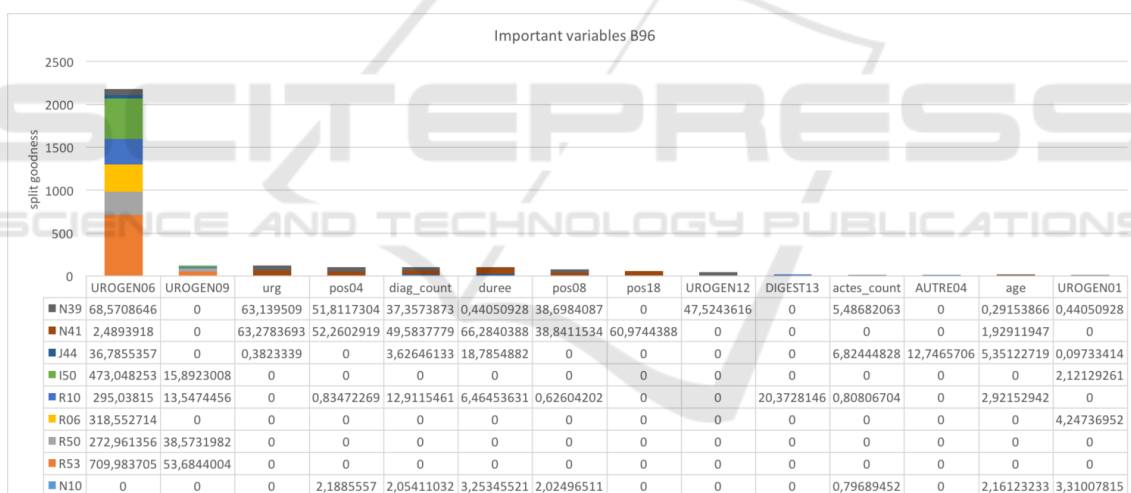 Important variables B96
2500
2000
1500
1000
500
0
split goodness
UROGEN06 UROGEN09 urg pos04 diag_count duree pos08 pos18 UROGEN12 DIGEST13 actes_count AUTRE04 age UROGEN01
N39 68,5708646 0 63,139509 51,8117304 37,3573873 0,44050928 38,6984087 0 47,5243616 0 5,48682063 0 0,29153866 0,44050928
N41 2,4893918 0 63,2783693 52,2602919 49,5837779 66,2840388 38,8411534 60,9744388 0 0 0 0 1,92911947 0
J44 36,7855357 0 0,3823339 0 3,62646133 18,7854882 0 0 0 0 6,82444828 12,7465706 5,35122719 0,09733414
I50 473,048253 15,8923008 0 0 0 0 0 0 0 0 0 0 0 2,12129261
R10 295,03815 13,5474456 0 0,83472269 12,9115461 6,46453631 0,62604202 0 0 20,3728146 0,80806704 0 2,92152942 0
R06 318,552714 0 0 0 0 0 0 0 0 0 0 0 0 4,24736952
R50 272,961356 38,5731982 0 0 0 0 0 0 0 0 0 0 0 0
R53 709,983705 53,6844004 0 0 0 0 0 0 0 0 0 0 0 0
N10 0 0 0 2,1885557 2,05411032 3,25345521 2,02496511 0 0 0 0,79689452 0 2,16123233 3,31007815
SCITEPRESS
SCIENCE AND TECHNOLOGY PUBLICATIONS